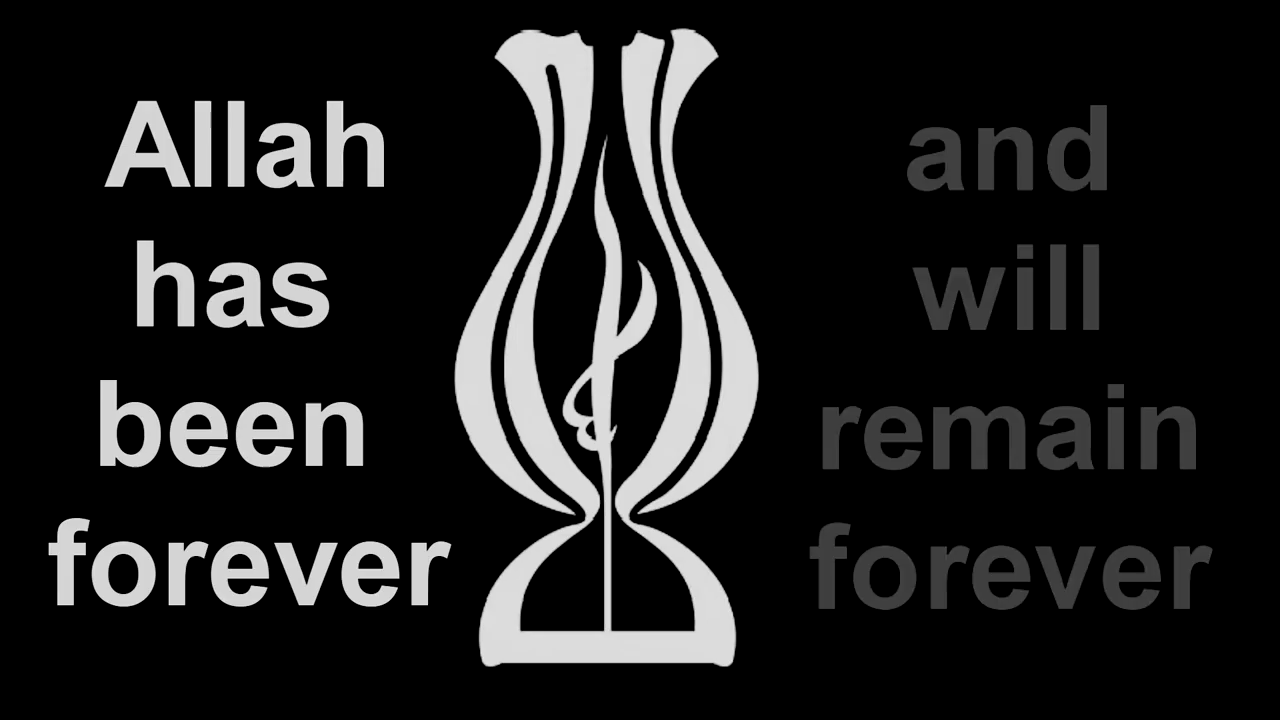 Allah
has
been
forever
and
will
remain
forever